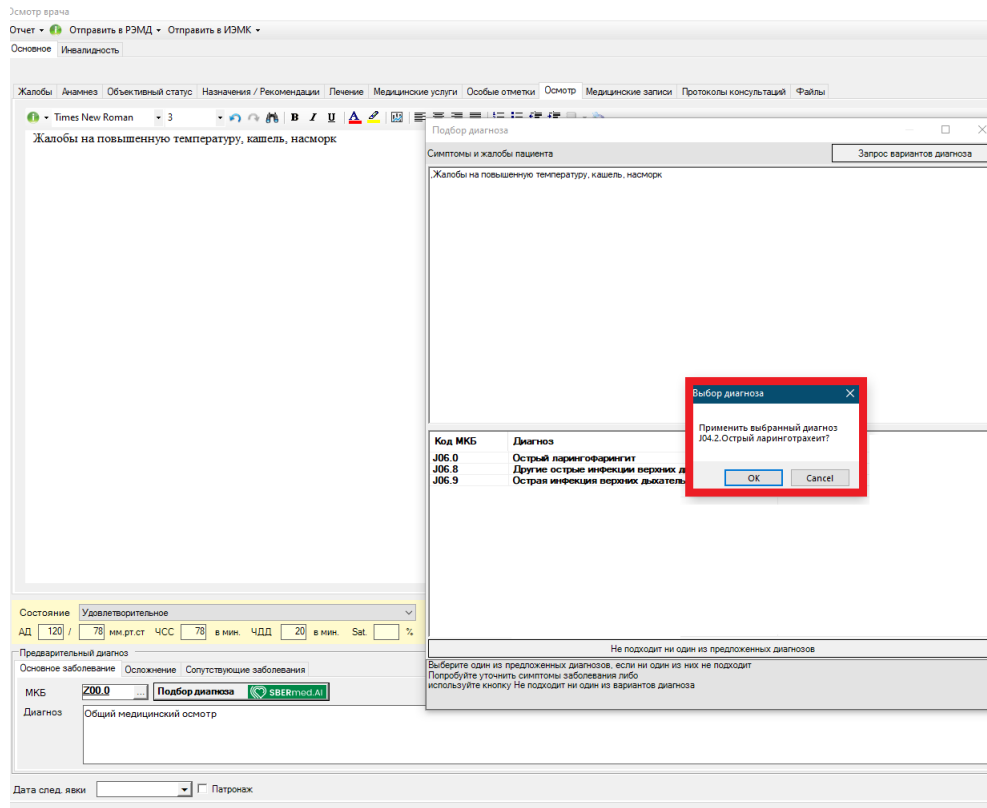 Осмотр врача
Отчет Отправить в РЭМД Отправить в ИЭМК
Основное Инвалидность
Жалобы Анамнез Объективный статус Назначения / Рекомендации Лечение Медицинские услуги Особые отметки Осмотр Медицинские записи Протоколы консультаций Файлы
Times New Roman 3 B I U A
Жалобы на повышенную температуру, кашель, насморк
Подбор диагноза
Симптомы и жалобы пациента Запрос вариантов диагноза
,Жалобы на повышенную температуру, кашель, насморк
Выбор диагноза
Применить выбранный диагноз
J04.2.Острый ларинготрахеит?
OK Cancel
Код МКБ Диагноз
J06.0 Острый ларингофарингит
J06.8 Другие острые инфекции верхних
J06.9 Острая инфекция верхних дыхатель
Не подходит ни один из предложенных диагнозов
Выберите один из предложенных диагнозов, если ни один из них не подходит
Попробуйте уточнить симптомы заболевания либо
используйте кнопку Не подходит ни один из вариантов диагноза
Состояние Удовлетворительное
АД 120 / 78 мм.рт.ст ЧСС 78 в мин. ЧДД 20 в мин. Sat. %
Предварительный диагноз
Основное заболевание Осложнение Сопутствующие заболевания
МКБ Z00.0 ... Подбор диагноза SBERmed.AI
Диагноз Общий медицинский осмотр
Дата след. явки Патронаж